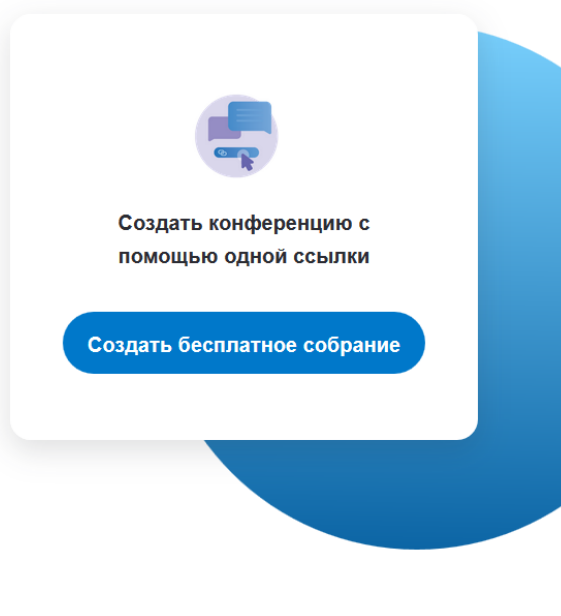 Создать конференцию с
помощью одной ссылки
Создать бесплатное собрание